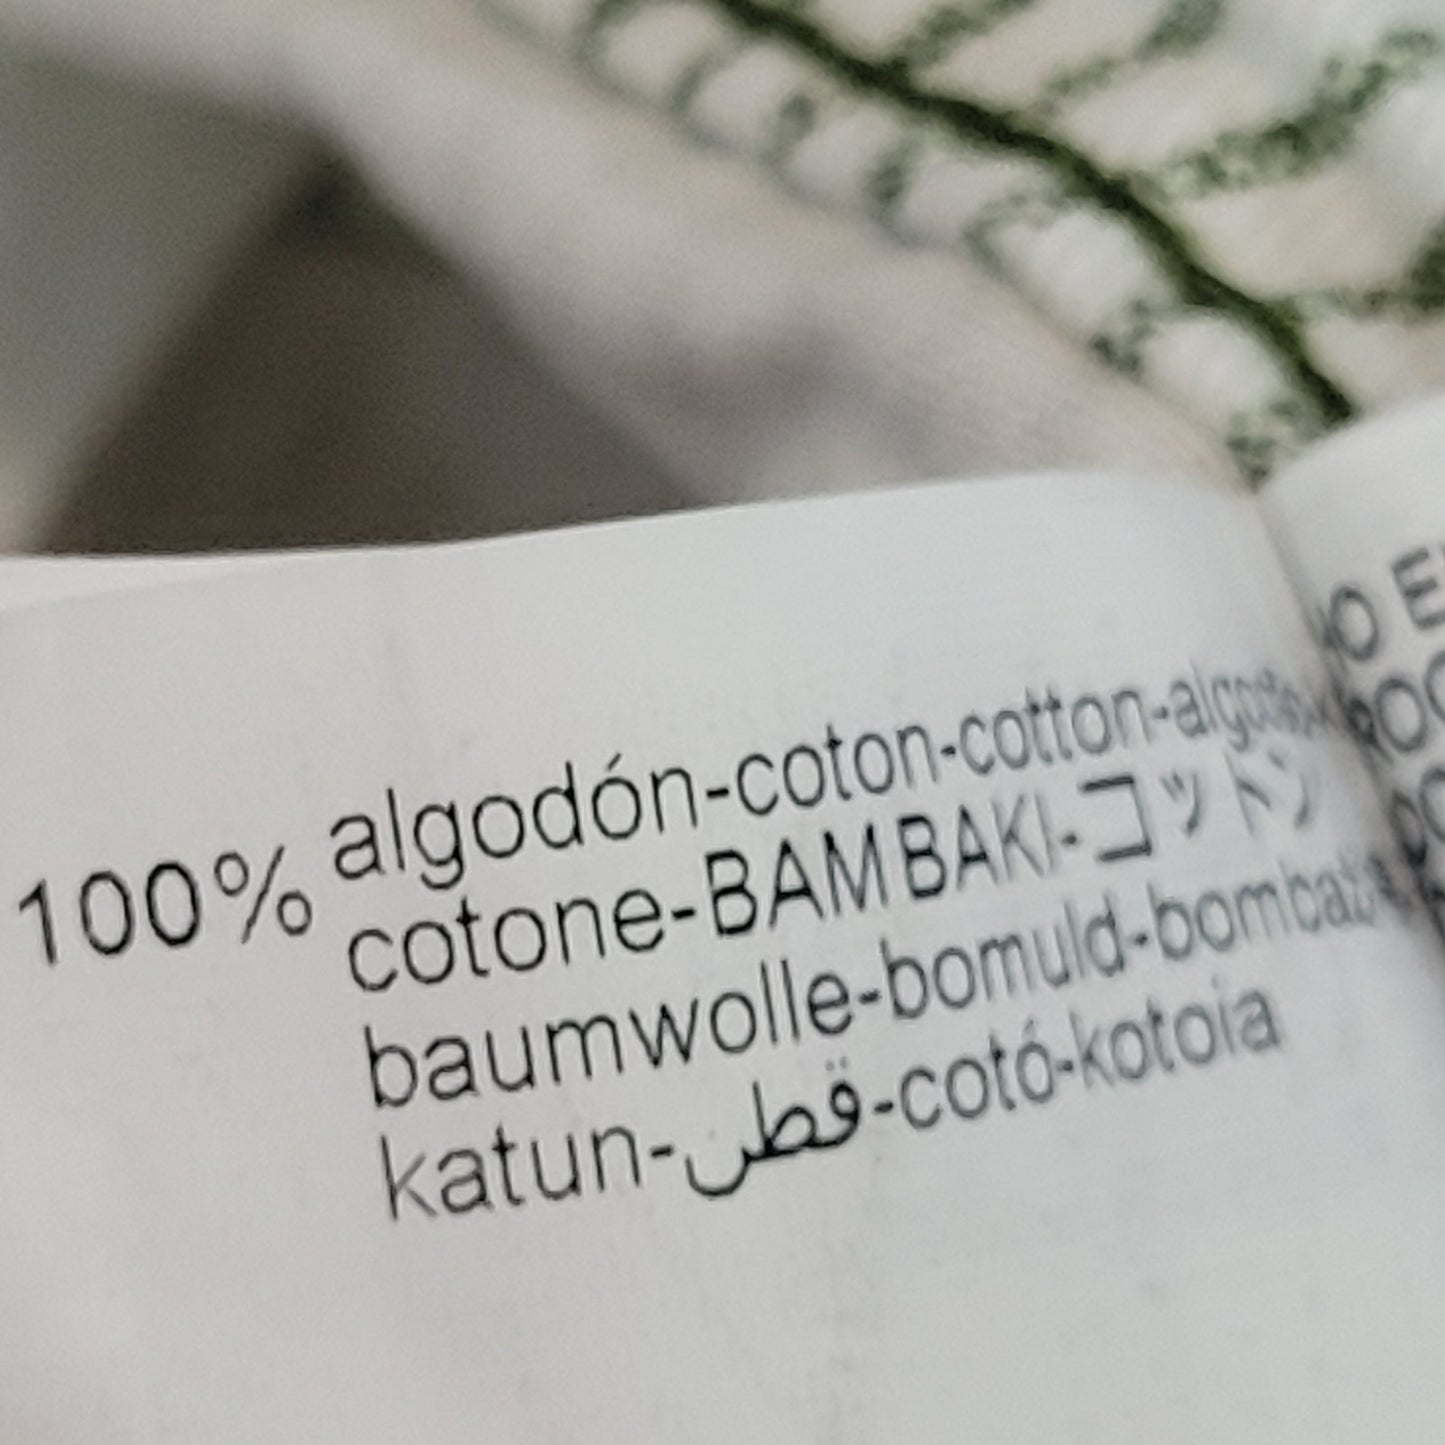 100% algodón-coton-cotton-
cotone-BAMBAKI-コットン
baumwolle-bomuld-
katun-قطن-cotó-kotoia